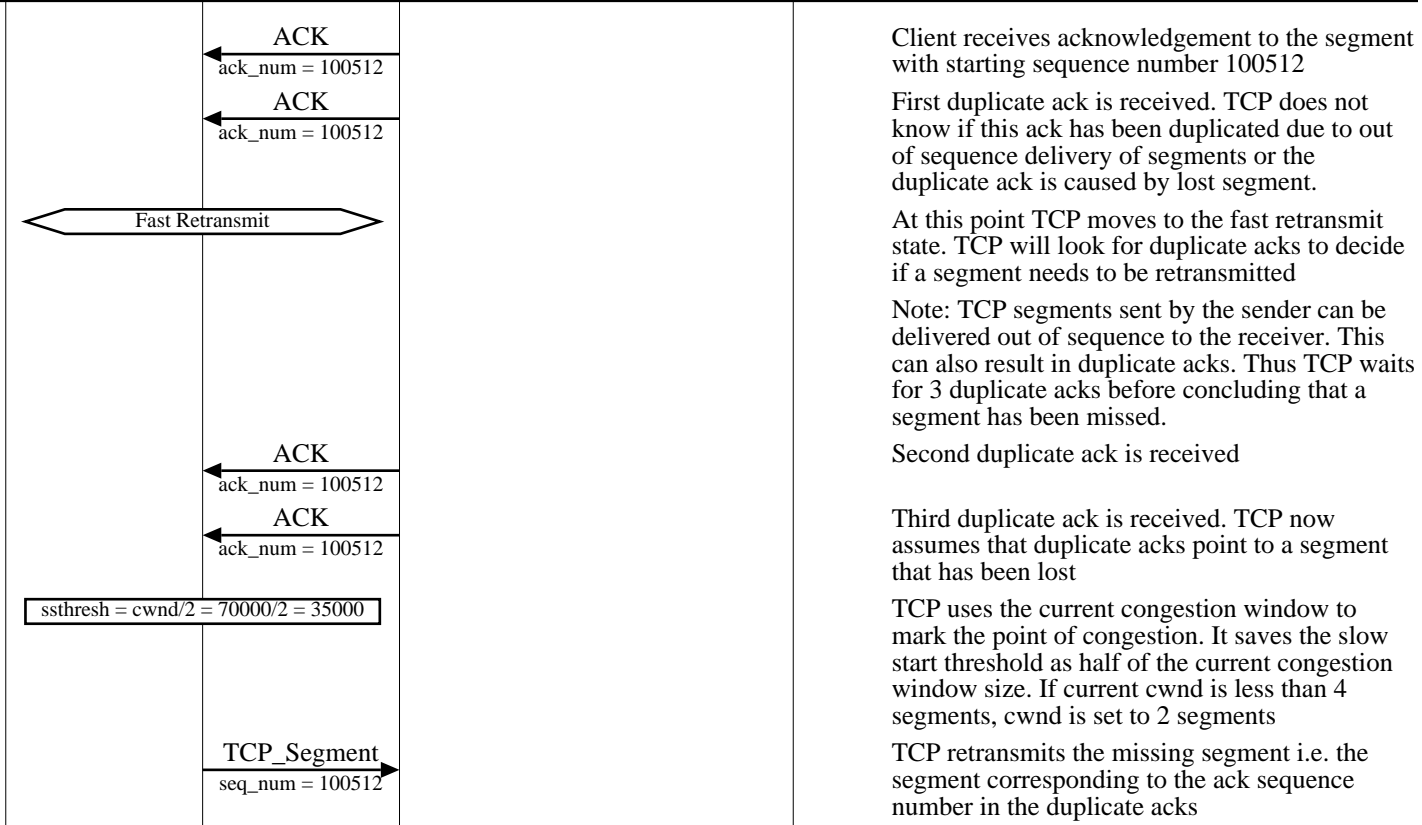 ACK
ack_num = 100512
Client receives acknowledgement to the segment
with starting sequence number 100512
ACK
ack_num = 100512
First duplicate ack is received. TCP does not
know if this ack has been duplicated due to out
of sequence delivery of segments or the
duplicate ack is caused by lost segment.
Fast Retransmit
At this point TCP moves to the fast retransmit
state. TCP will look for duplicate acks to decide
if a segment needs to be retransmitted
Note: TCP segments sent by the sender can be
delivered out of sequence to the receiver. This
can also result in duplicate acks. Thus TCP waits
for 3 duplicate acks before concluding that a
segment has been missed.
ACK
ack_num = 100512
Second duplicate ack is received
ACK
ack_num = 100512
Third duplicate ack is received. TCP now
assumes that duplicate acks point to a segment
that has been lost
ssthresh = cwnd/2 = 70000/2 = 35000
TCP uses the current congestion window to
mark the point of congestion. It saves the slow
start threshold as half of the current congestion
window size. If current cwnd is less than 4
segments, cwnd is set to 2 segments
TCP_Segment
seq_num = 100512
TCP retransmits the missing segment i.e. the
segment corresponding to the ack sequence
number in the duplicate acks